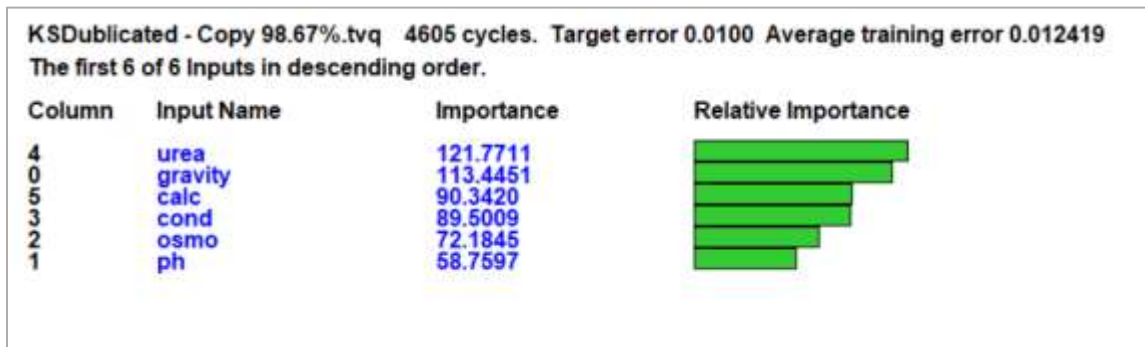 KSDublicated - Copy 98.67%.tvq 4605 cycles. Target error 0.0100 Average training error 0.012419
The first 6 of 6 Inputs in descending order.
Column Input Name Importance Relative Importance
4 urea 121.7711
0 gravity 113.4451
5 calc 90.3420
3 cond 89.5009
2 osmo 72.1845
1 ph 58.7597